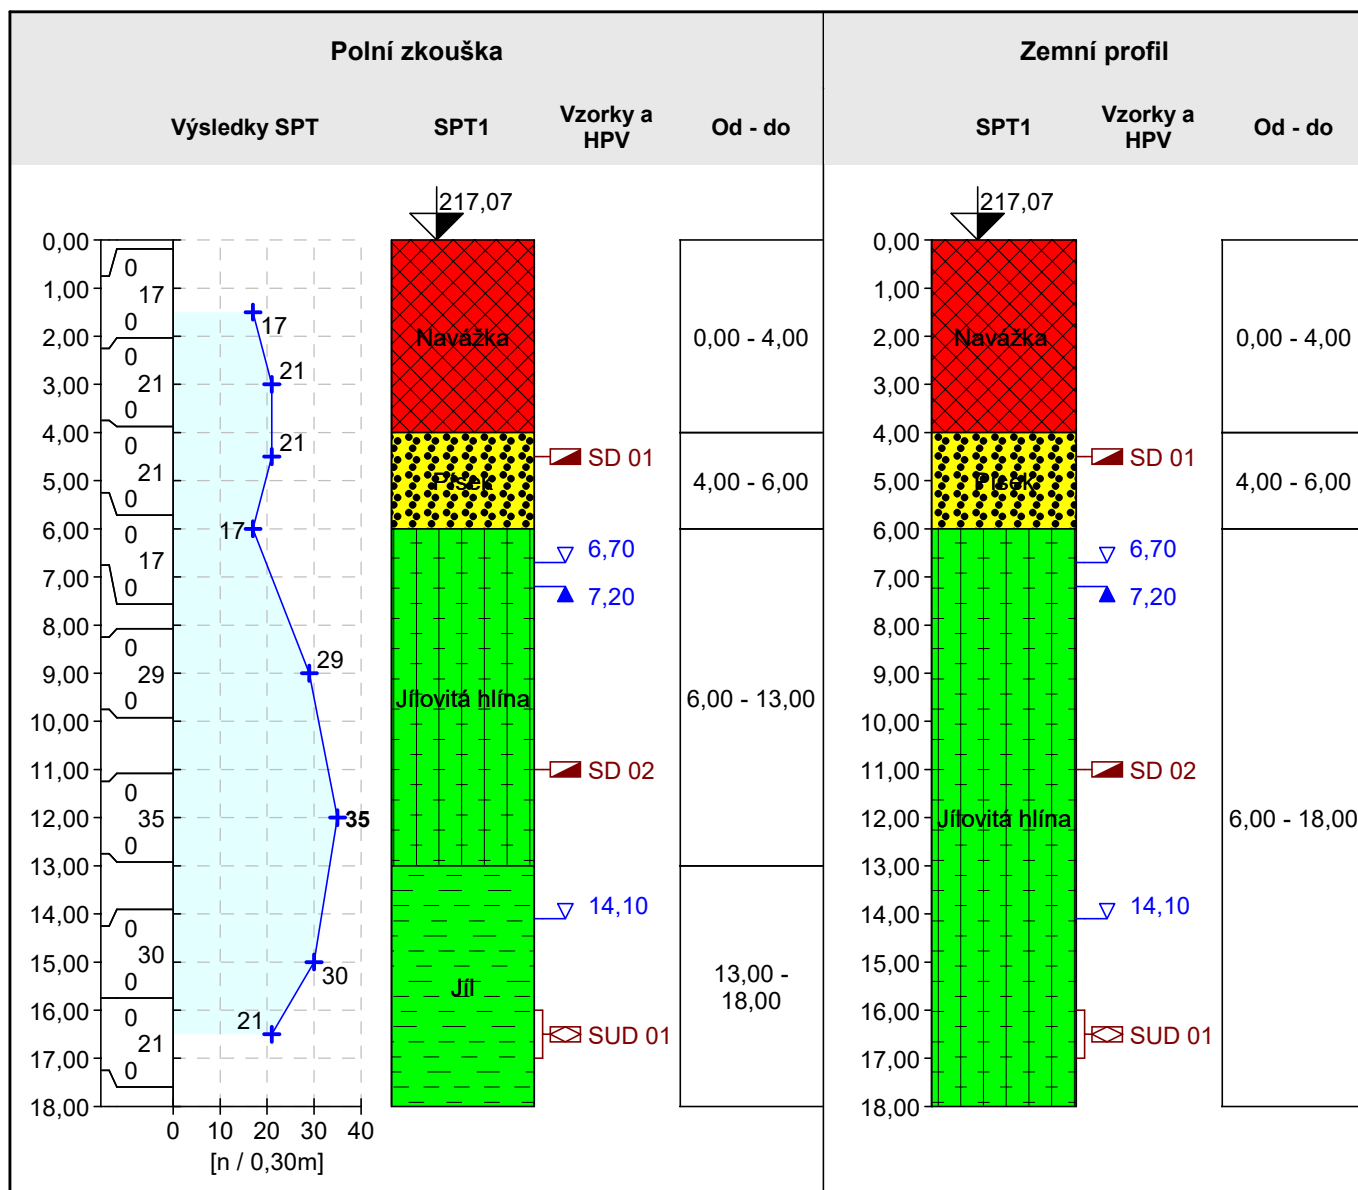 Polní zkouška
Zemní profil
Výsledky SPT
SPT1
Vzorky a
HPV
Od - do
SPT1
Vzorky a
HPV
Od - do
217,07
217,07
0,00
1,00
2,00
3,00
4,00
5,00
6,00
7,00
8,00
9,00
10,00
11,00
12,00
13,00
14,00
15,00
16,00
17,00
18,00
0
17
0
0
21
0
0
21
0
0
17
0
29
0
0
35
0
0
30
0
0
21
0
17
21
21
17
29
35
30
21
0 10 20 30 40
[n / 0,30m]
Navážka
Písek
Jílovitá hlína
Jíl
SD 01
6,70
7,20
SD 02
14,10
SUD 01
0,00 - 4,00
4,00 - 6,00
6,00 - 13,00
13,00 -
18,00
0,00
1,00
2,00
3,00
4,00
5,00
6,00
7,00
8,00
9,00
10,00
11,00
12,00
13,00
14,00
15,00
16,00
17,00
18,00
Navážka
Písek
Jílovitá hlína
SD 01
6,70
7,20
SD 02
14,10
SUD 01
0,00 - 4,00
4,00 - 6,00
6,00 - 18,00